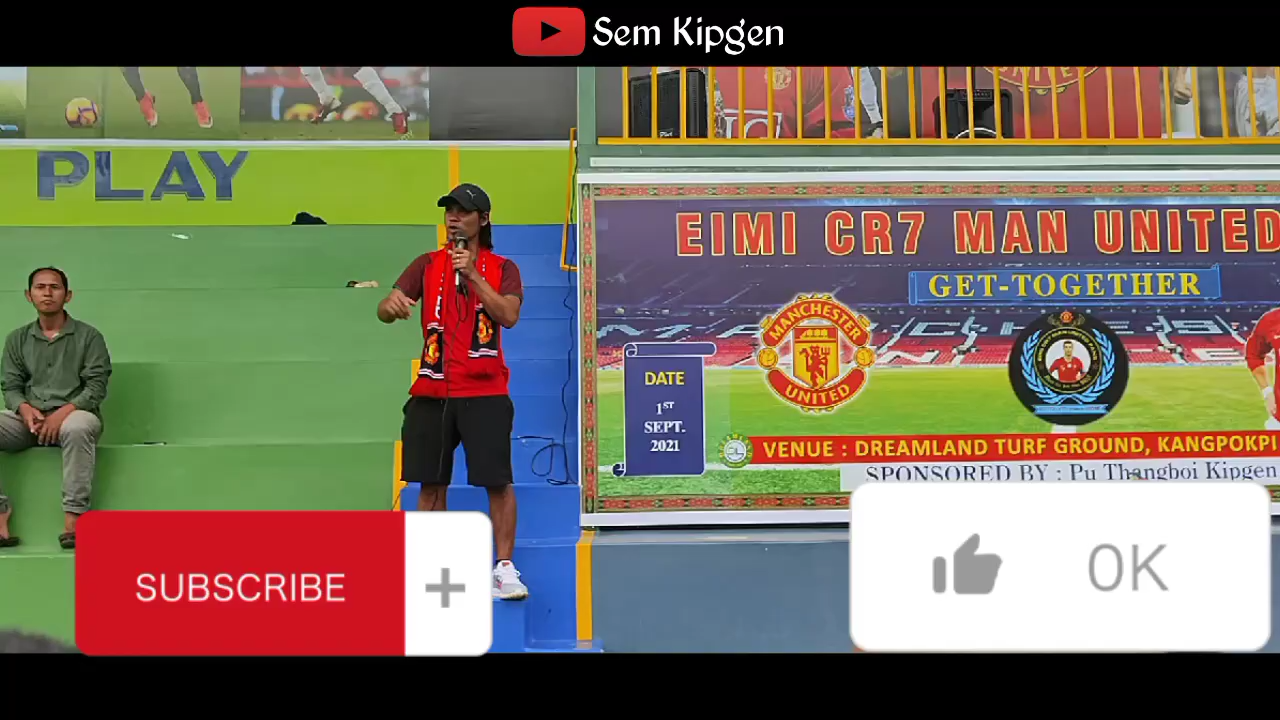 Sem Kipgen
PLAY
EIMI CR7 MAN UNITED
GET-TOGETHER
MANCHESTER
UNITED
DATE
1ST
SEPT.
2021
VENUE : DREAMLAND TURF GROUND, KANGPOKPI
SPONSORED BY : Pu Thangboi Kipgen
SUBSCRIBE +
0K